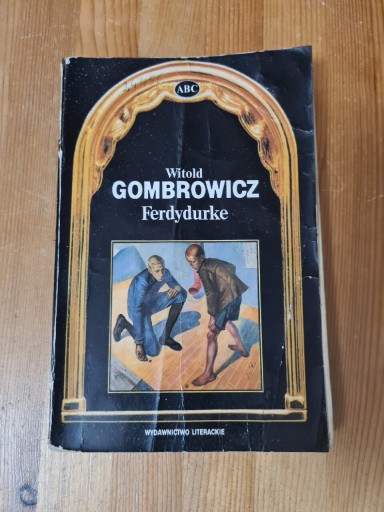 ABC
Witold
GOMBROWICZ
Ferdydurke
WYDAWNICTWO LITERACKIE